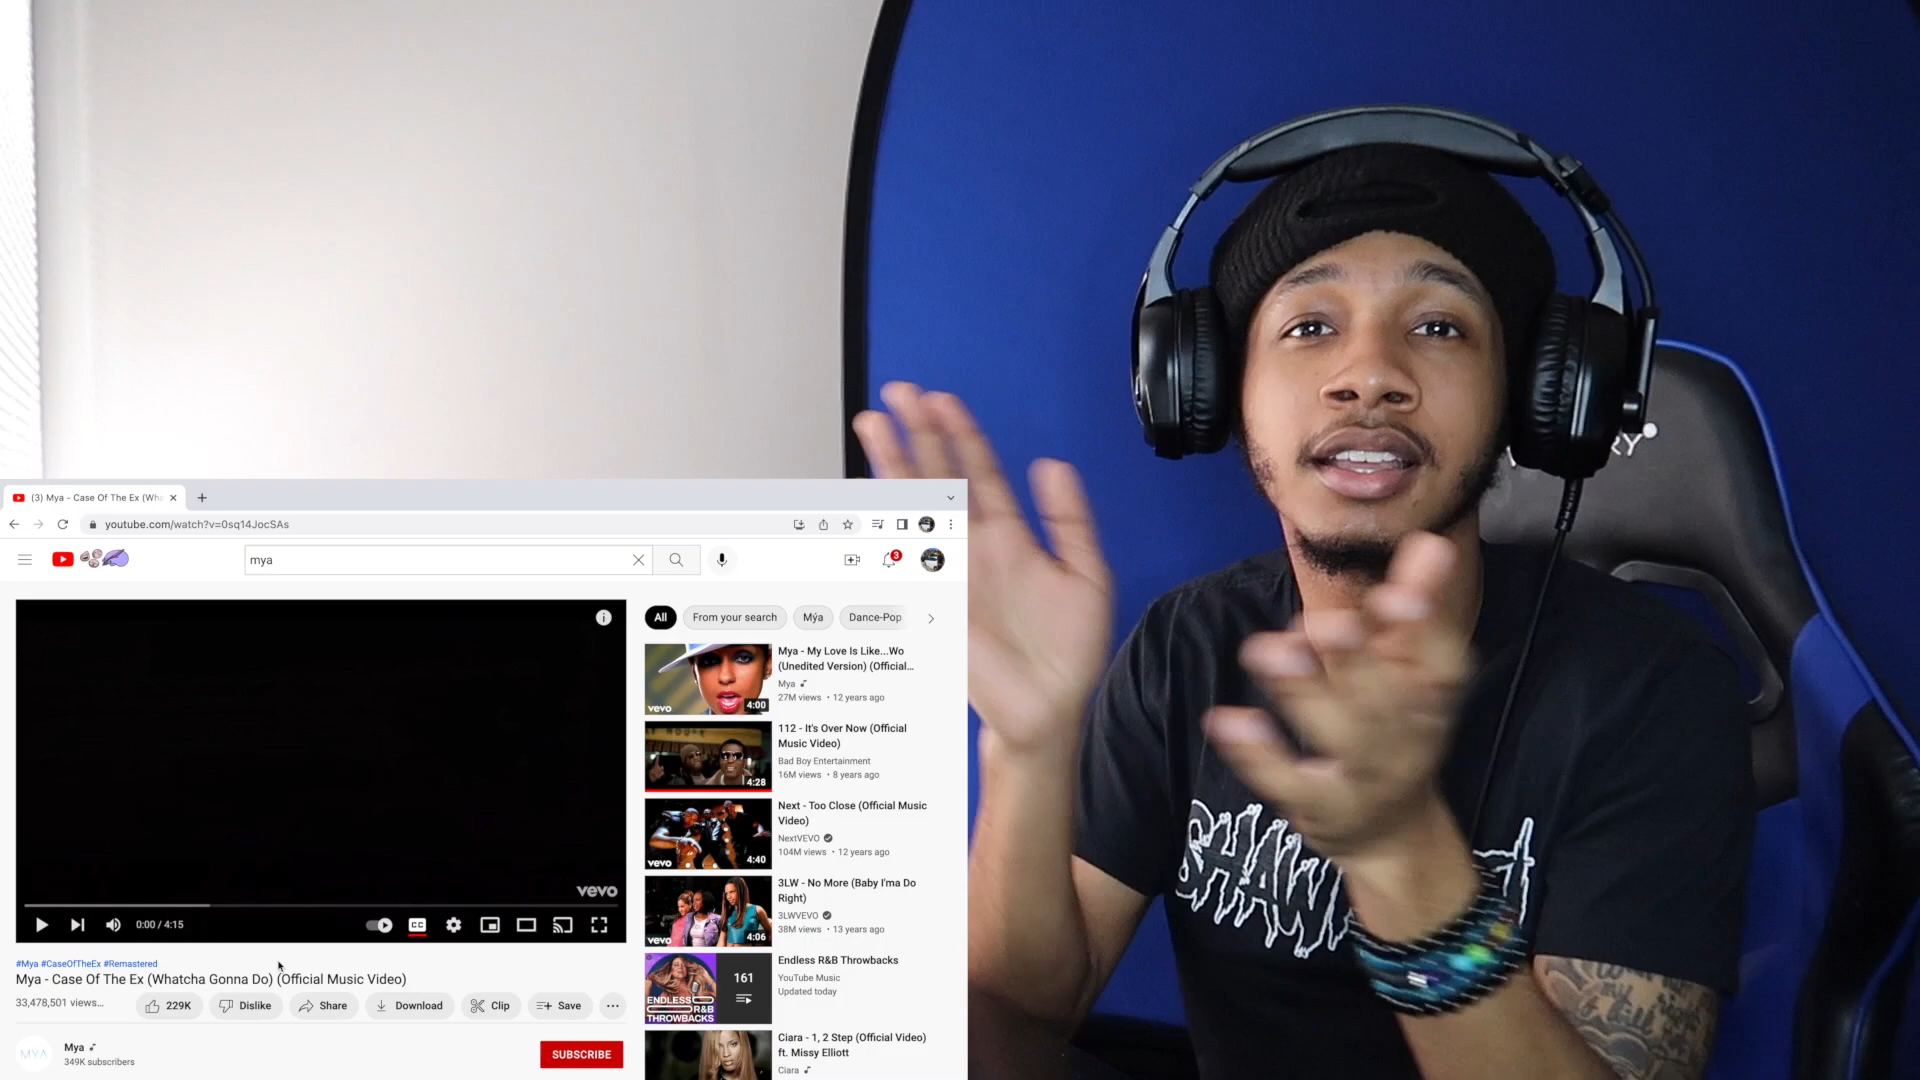 (3) Mya - Case Of The Ex (Wha
youtube.com/watch?v=0sq14JocSAs
mya
3
All
From your search
Mýa
Dance-Pop
Mya - My Love Is Like...Wo
(Unedited Version) (Official...
Mya
27M views • 12 years ago
vevo
4:00
112 - It's Over Now (Official
Music Video)
Bad Boy Entertainment
16M views • 8 years ago
4:28
Next - Too Close (Official Music
Video)
NextVEVO
104M views • 12 years ago
vevo
4:40
3LW - No More (Baby I'ma Do
Right)
3LWVEVO
38M views • 13 years ago
vevo
4:06
Endless R&B Throwbacks
YouTube Music
Updated today
161
ENDLESS
R&B
THROWBACKS
Ciara - 1, 2 Step (Official Video)
ft. Missy Elliott
Ciara
vevo
0:00 / 4:15
CC
#Mya #CaseOfTheEx #Remastered
Mya - Case Of The Ex (Whatcha Gonna Do) (Official Music Video)
33,478,501 views...
229K
Dislike
Share
Download
Clip
Save
MYA
Mya
349K subscribers
SUBSCRIBE